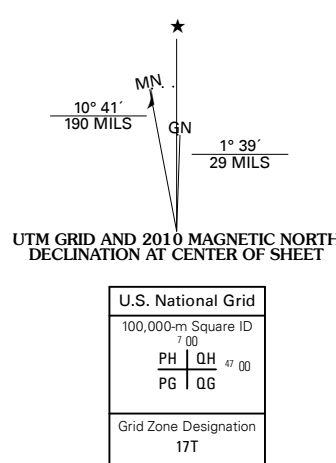 MN
10° 41´
190 MILS
GN
1° 39´
29 MILS
UTM GRID AND 2010 MAGNETIC NORTH
DECLINATION AT CENTER OF SHEET
U.S. National Grid
100,000-m Square ID
7 00
PH QH 47 00
PG QG
Grid Zone Designation
17T